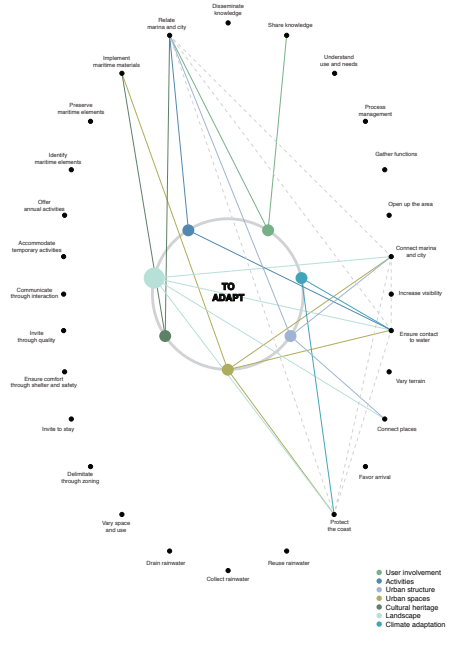 Disseminate
knowledge
Relate
marina and city
Share knowledge
Implement
maritime materials
Understand
use and needs
Preserve
maritime elements
Process
management
Identify
maritime elements
Gather functions
Offer
annual activities
Open up the area
Accommodate
temporary activities
Connect marina
and city
Communicate
through interaction
TO
ADAPT
Increase visibility
Invite
through quality
Ensure contact
to water
Ensure comfort
through shelter and safety
Vary terrain
Invite to stay
Connect places
Delimitate
through zoning
Favor arrival
Vary space
and use
Protect
the coast
Drain rainwater
Reuse rainwater
Collect rainwater
User involvement
Activities
Urban structure
Urban spaces
Cultural heritage
Landscape
Climate adaptation